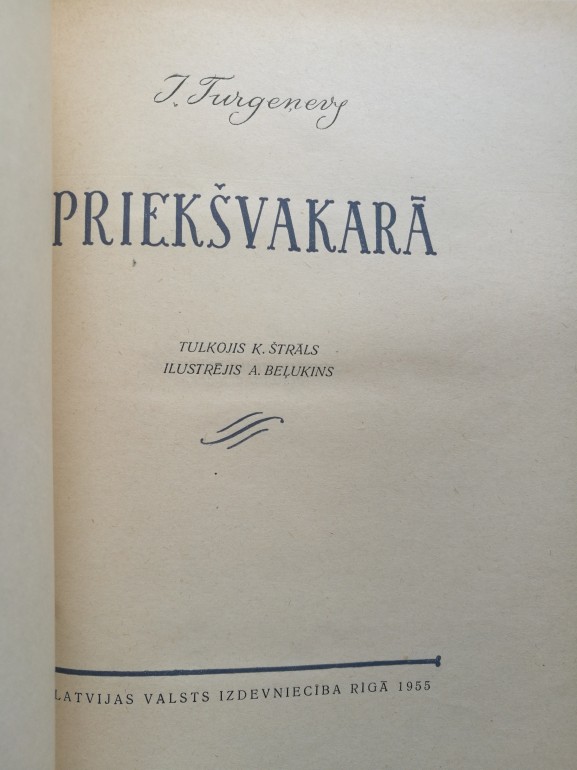 I. Turgeņevs
PRIEKŠVAKARĀ
TULKOJIS K. ŠTRĀLS
ILUSTRĒJIS A. BEĻUKINS
LATVIJAS VALSTS IZDEVNIECĪBA RĪGĀ 1955